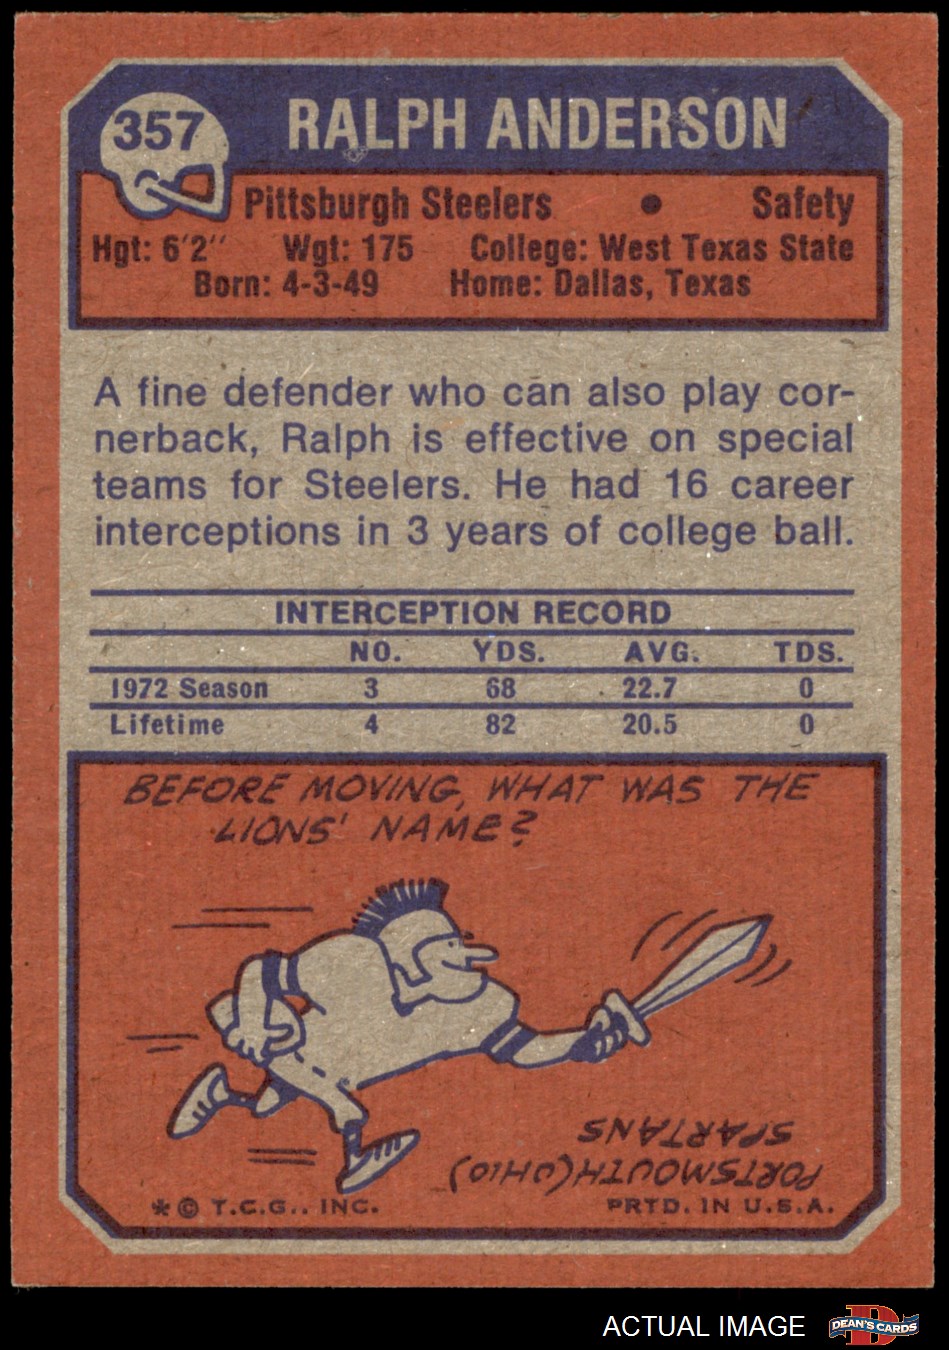 357
RALPH ANDERSON
Pittsburgh Steelers • Safety
Hgt: 6'2" Wgt: 175 College: West Texas State
Born: 4-3-49 Home: Dallas, Texas
A fine defender who can also play cor-
nerback, Ralph is effective on special
teams for Steelers. He had 16 career
interceptions in 3 years of college ball.
INTERCEPTION RECORD
NO. YDS. AVG. TDS.
1972 Season 3 68 22.7 0
Lifetime 4 82 20.5 0
BEFORE MOVING, WHAT WAS THE
LIONS' NAME?
PORTSMOUTH (OHIO)
SPARTANS
* © T.C.G., INC. PRTD. IN U.S.A.
ACTUAL IMAGE
DEAN'S CARDS